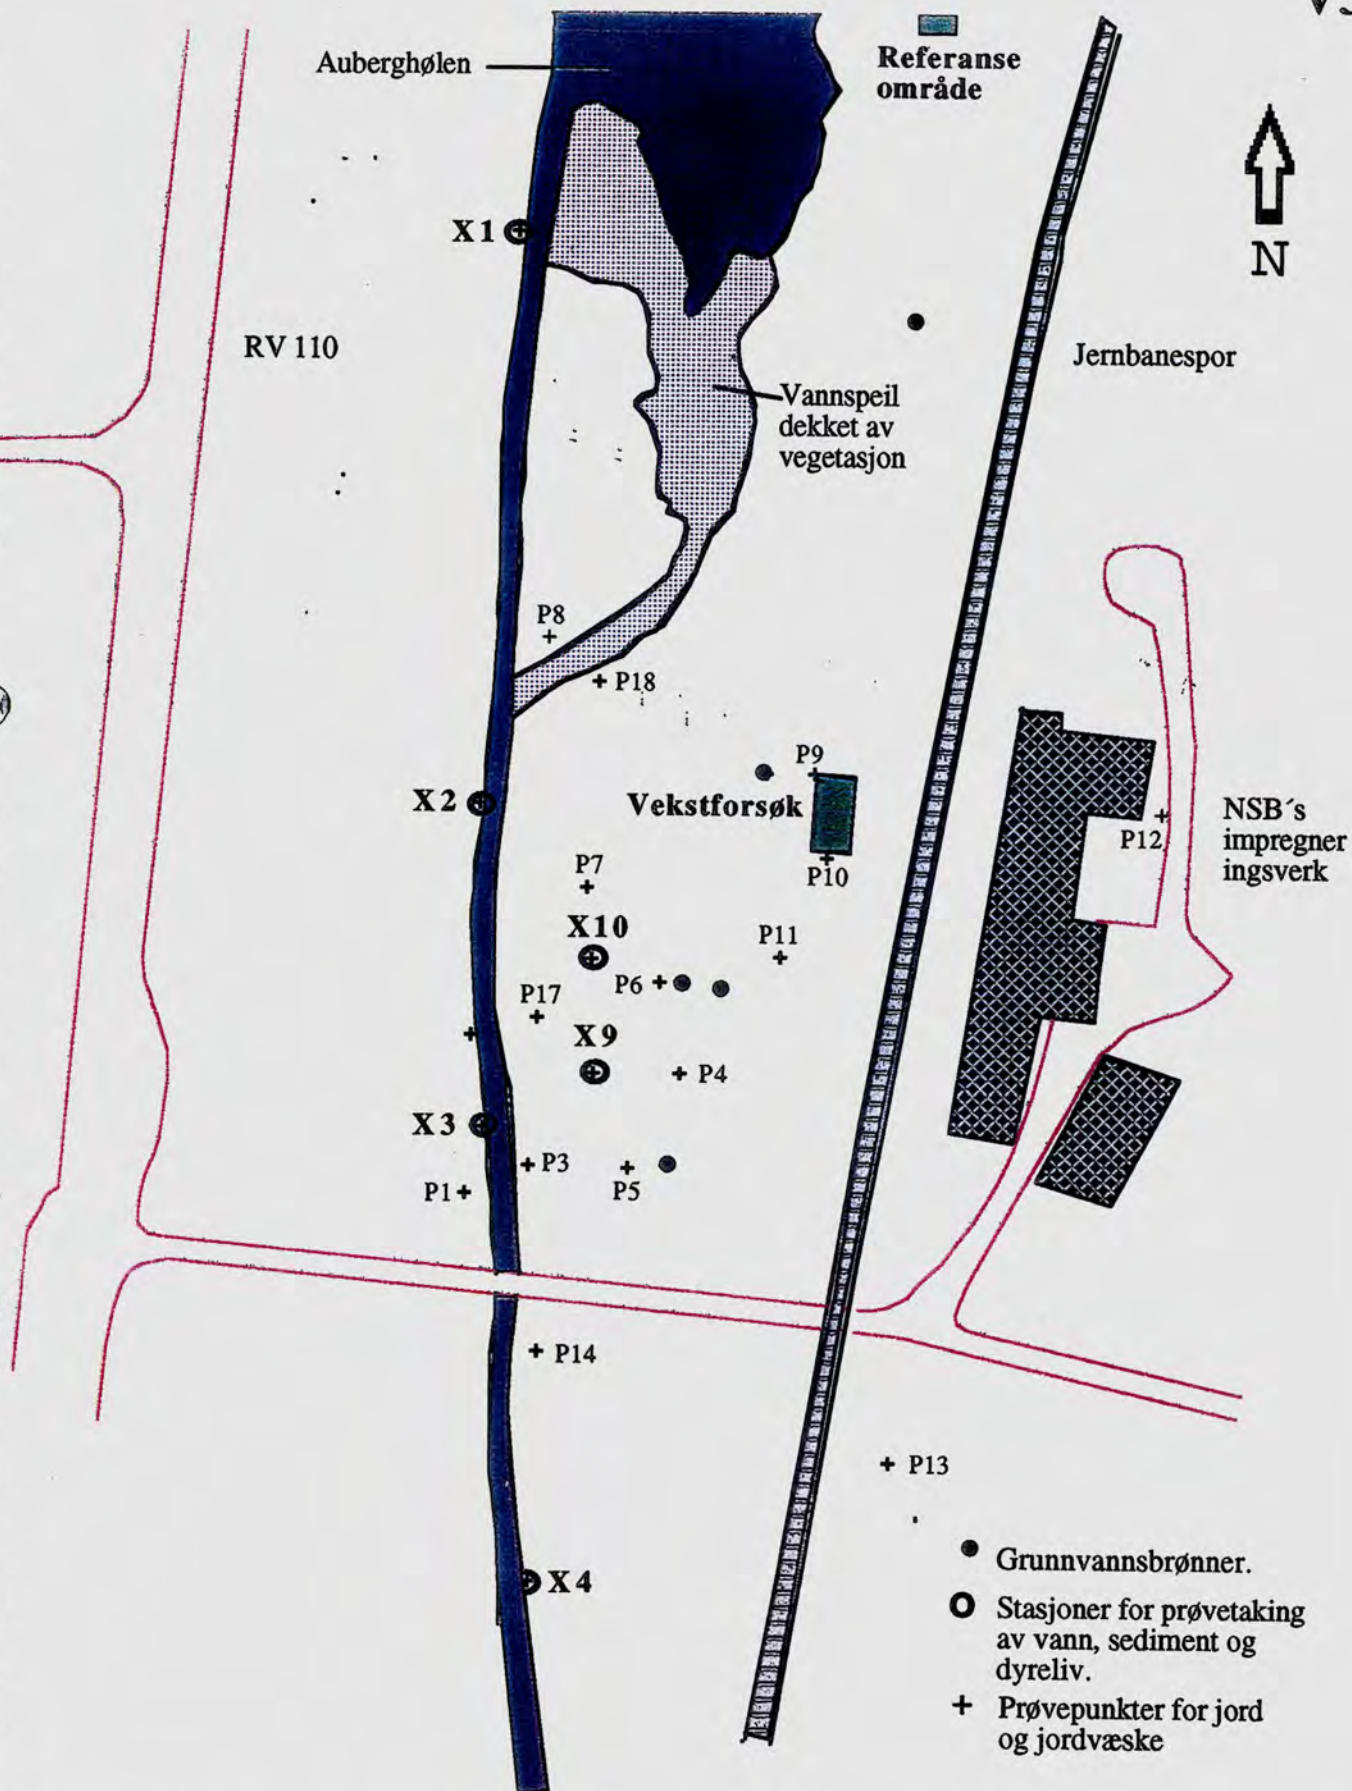 Auberghølen
Referanse
område
N
X1
RV 110
Jernbanespor
Vannspeil
dekket av
vegetasjon
P8
P18
P9
X2
Vekstforsøk
P12
NSB´s
impregner
ingsverk
P7
P10
X10
P11
P6
P17
X9
P4
X3
P3
P5
P1
P14
P13
Grunnvannsbrønner.
X4
Stasjoner for prøvetaking
av vann, sediment og
dyreliv.
Prøvepunkter for jord
og jordvæske